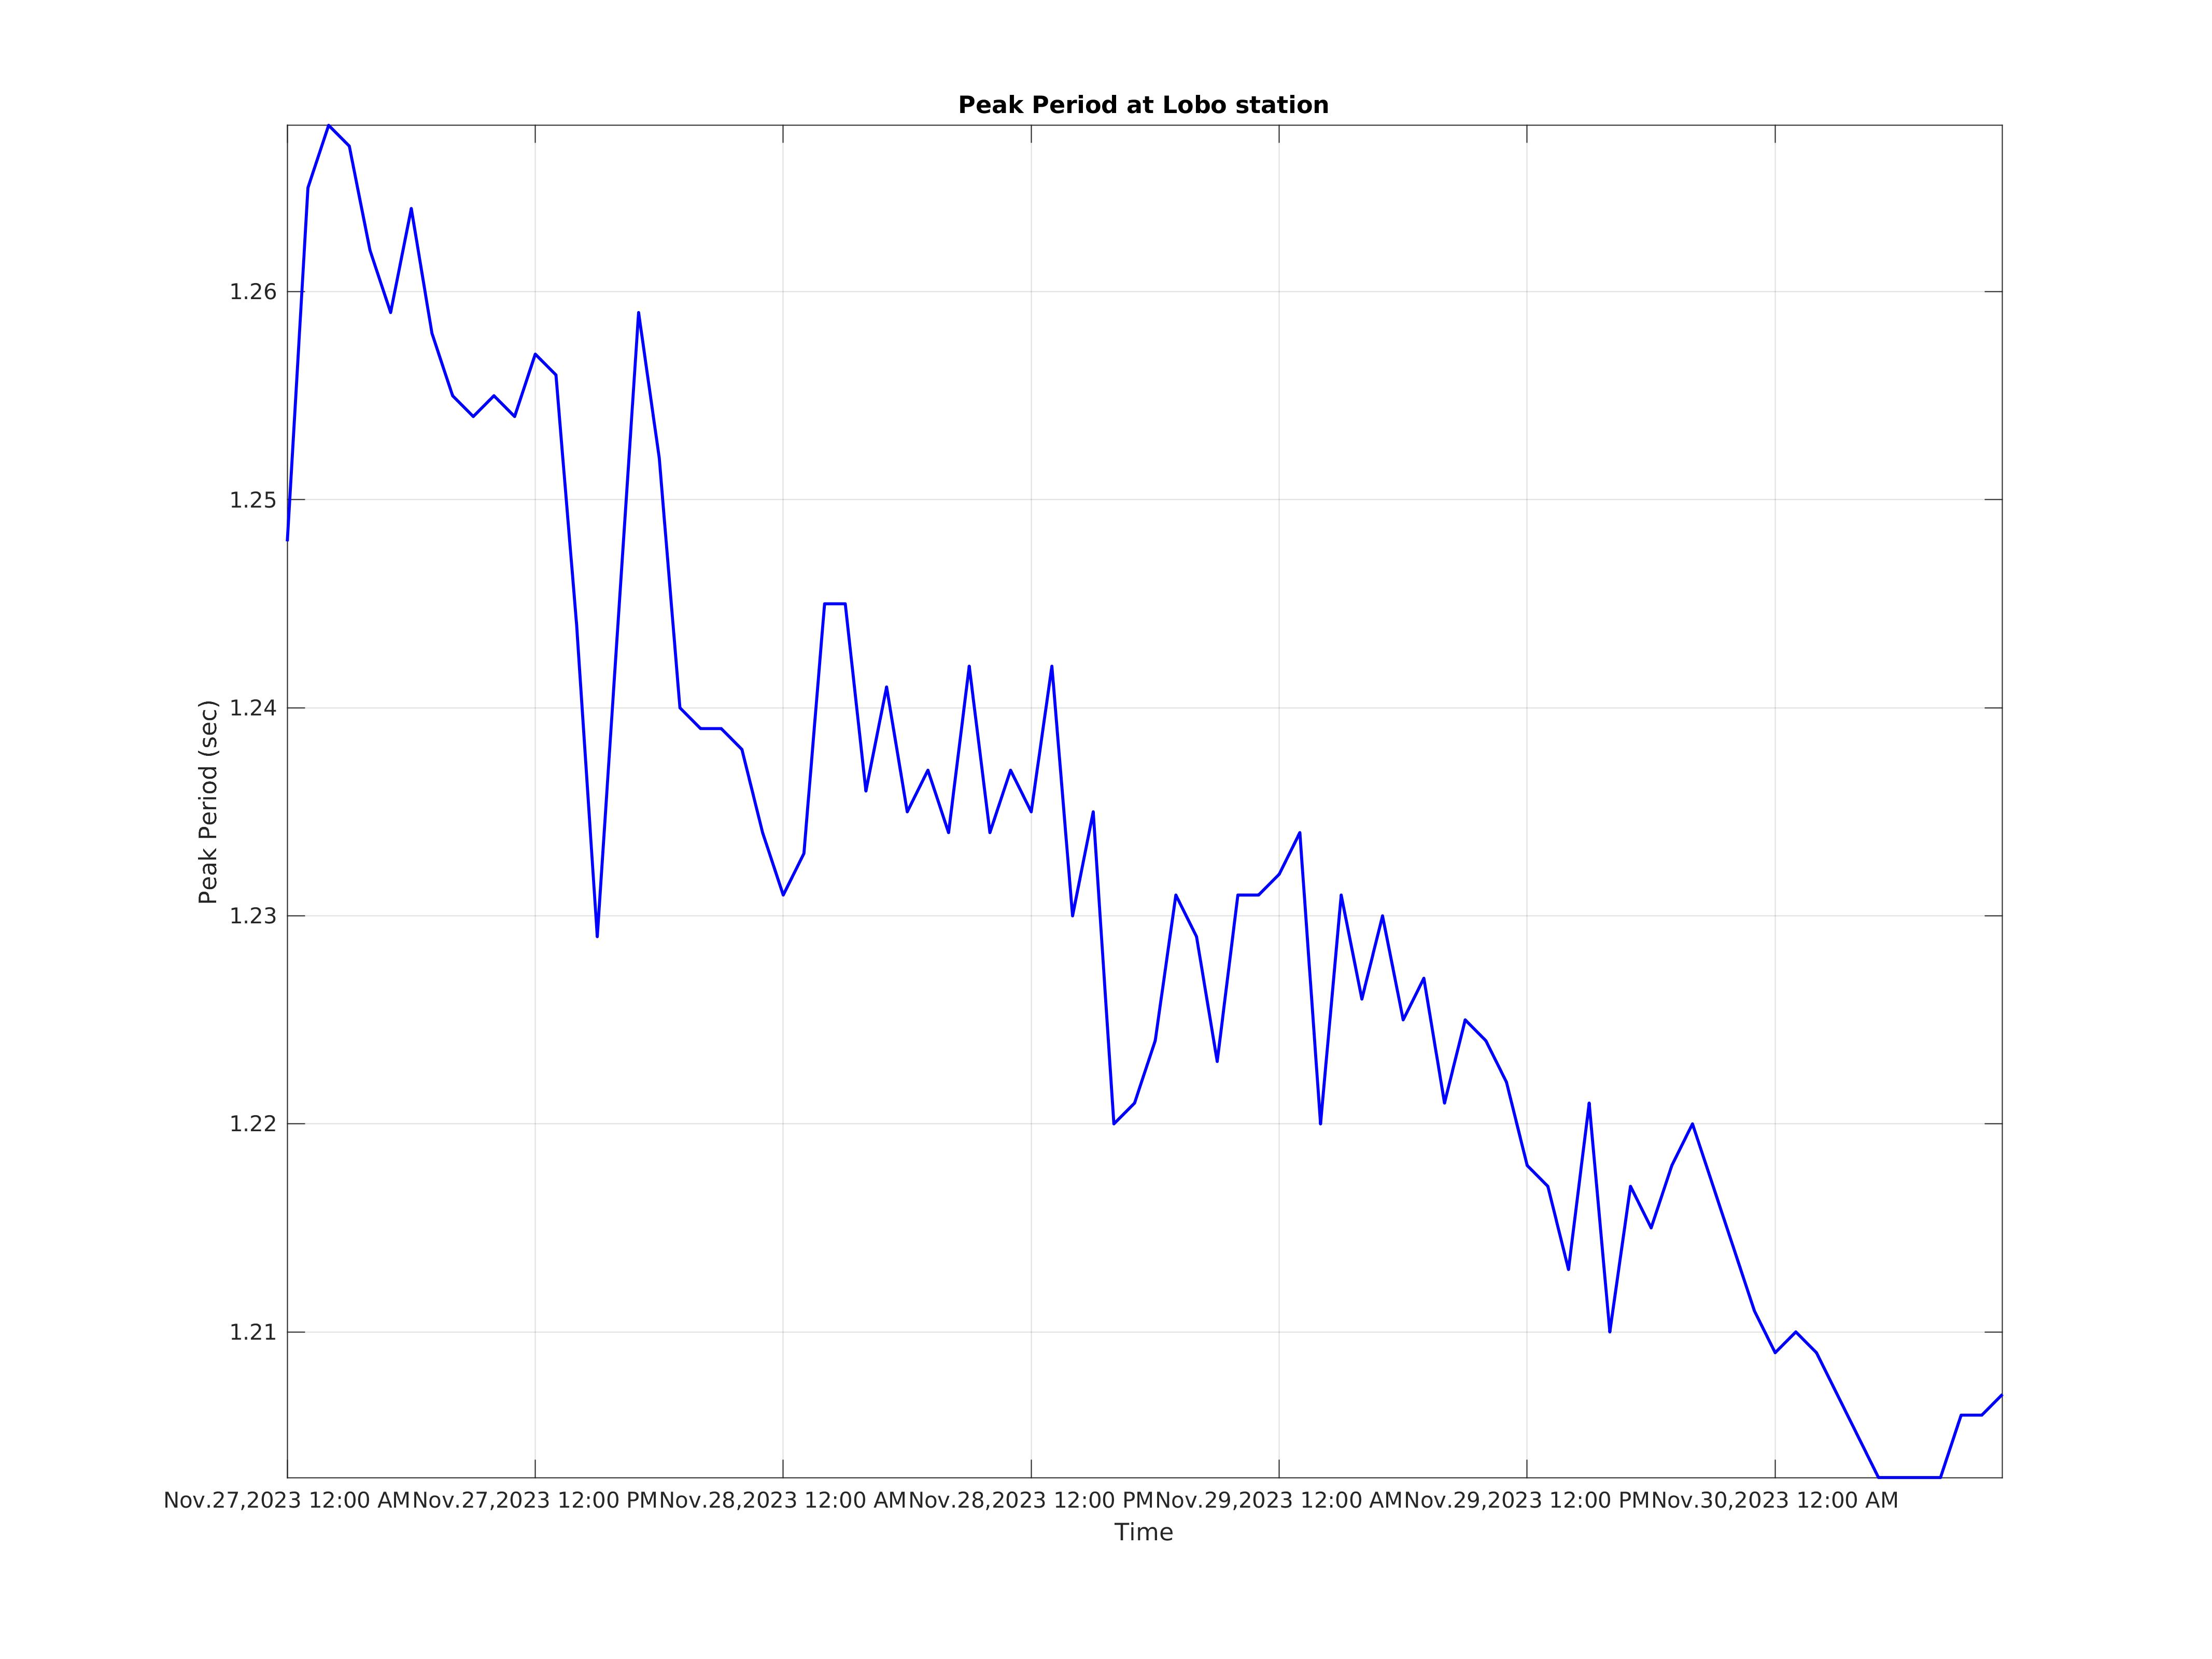 Peak Period at Lobo station
Peak Period (sec)
1.26
1.25
1.24
1.23
1.22
1.21
Nov.27,2023 12:00 AM Nov.27,2023 12:00 PM Nov.28,2023 12:00 AM Nov.28,2023 12:00 PM Nov.29,2023 12:00 AM Nov.29,2023 12:00 PM Nov.30,2023 12:00 AM
Time